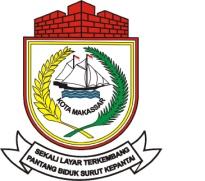 KOTA MAKASSAR
SEKALI LAYAR TERKEMBANG
PANTANG BIDUK SURUT KEPANTAI